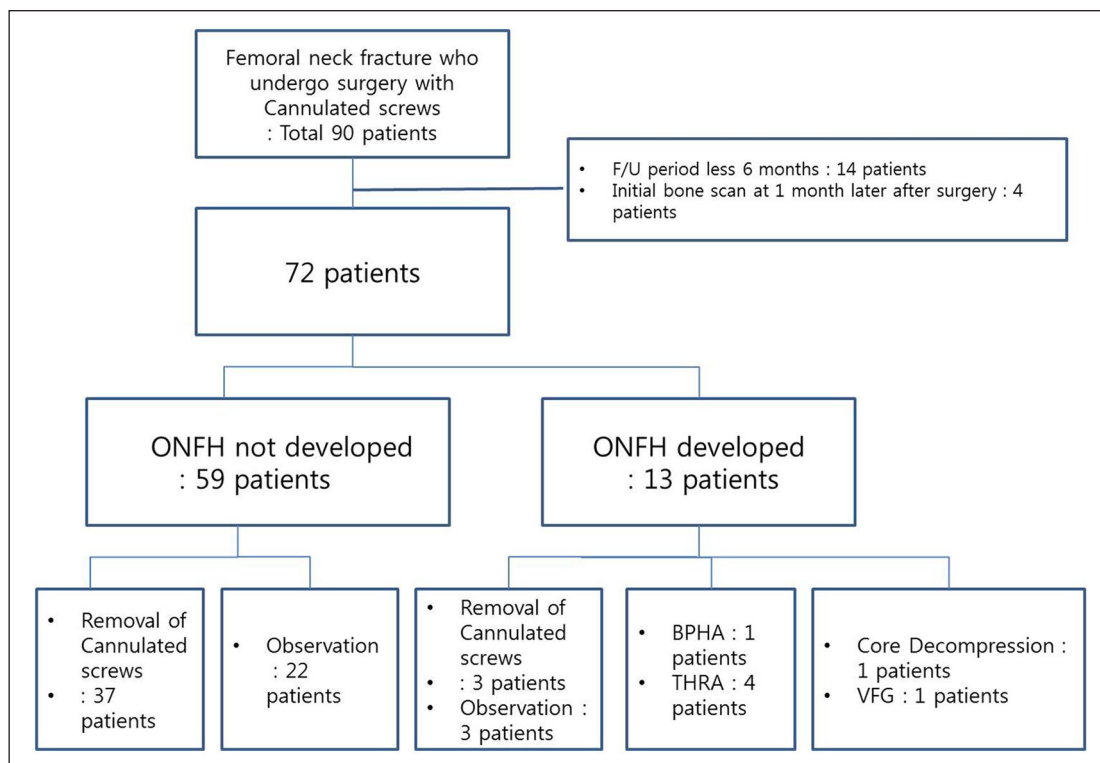 Femoral neck fracture who
undergo surgery with
Cannulated screws
: Total 90 patients
• F/U period less 6 months : 14 patients
• Initial bone scan at 1 month later after surgery : 4
patients
72 patients
ONFH not developed
: 59 patients
ONFH developed
: 13 patients
• Removal of
Cannulated
screws
• : 37
patients
• Observation
: 22
patients
• Removal of
Cannulated
screws
• : 3 patients
• Observation :
3 patients
• BPHA : 1
patients
• THRA : 4
patients
• Core Decompression :
1 patients
• VFG : 1 patients